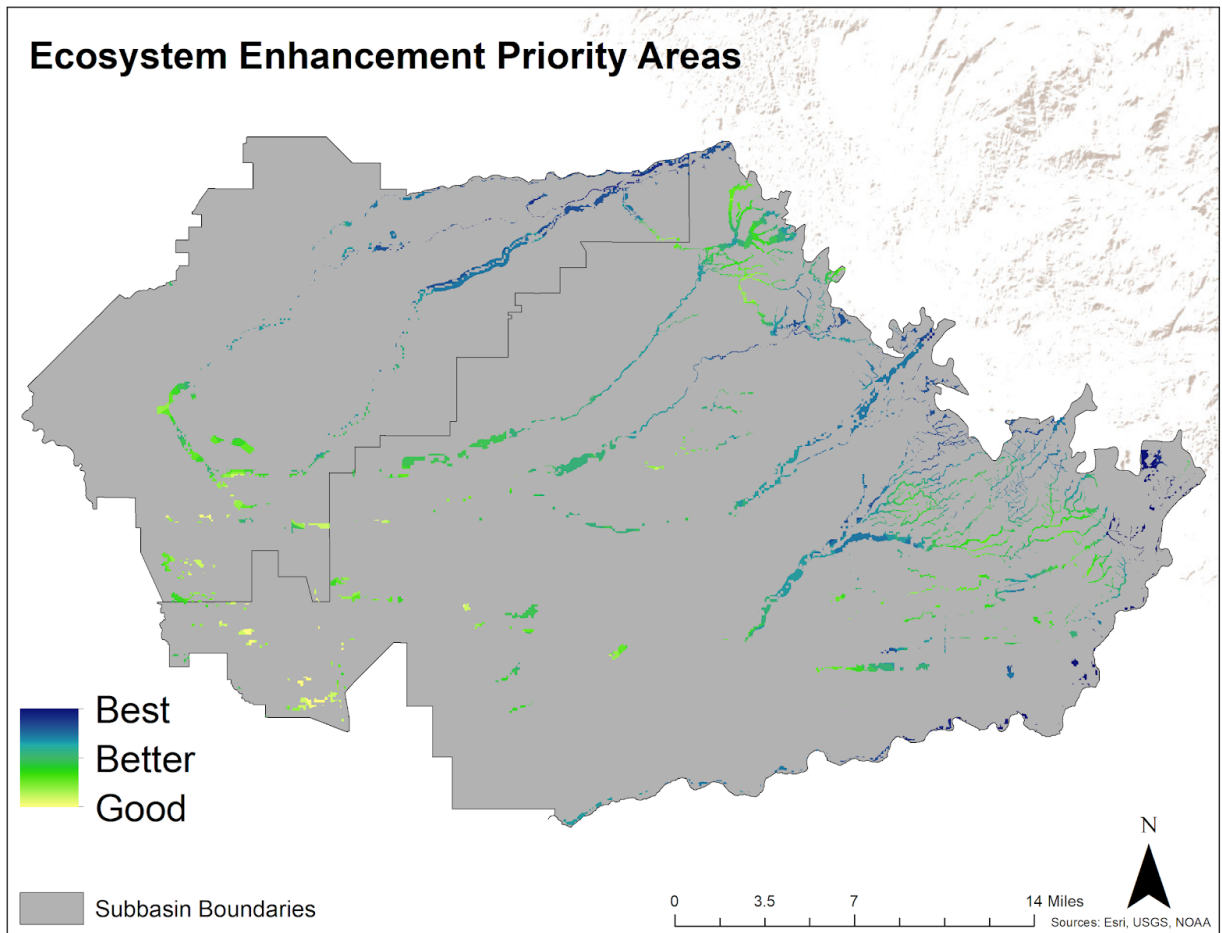 Ecosystem Enhancement Priority Areas
Best
Better
Good
Subbasin Boundaries
N
0 3.5 7 14 Miles
Sources: Esri, USGS, NOAA